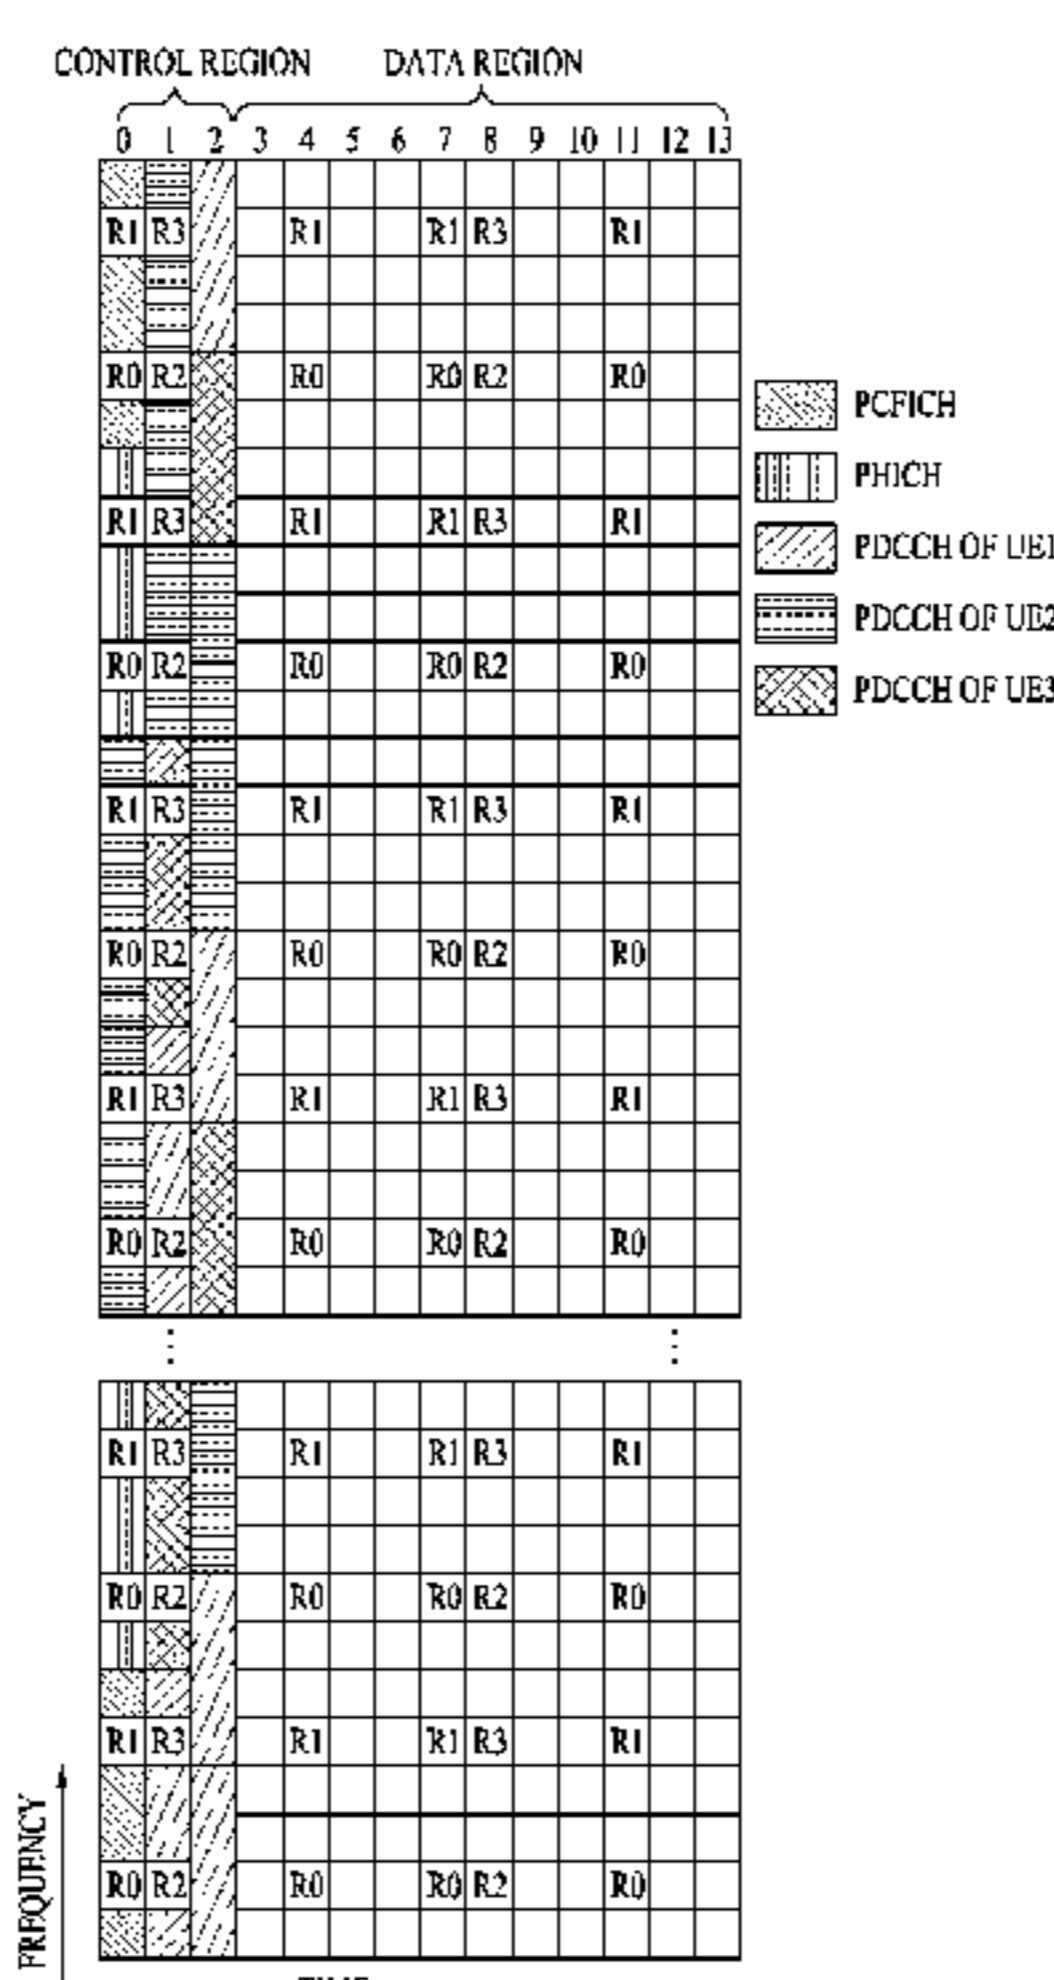 CONTROL REGION DATA REGION
0 1 2 3 4 5 6 7 8 9 10 11 12 13
R1 R3 R1 R1 R3 R1
R0 R2 R0 R0 R2 R0
PCFICH
PHICH
R1 R3 R1 R1 R3 R1
PDCCH OF UE1
PDCCH OF UE2
R0 R2 R0 R0 R2 R0
PDCCH OF UE3
R1 R3 R1 R1 R3 R1
R0 R2 R0 R0 R2 R0
R1 R3 R1 R1 R3 R1
R0 R2 R0 R0 R2 R0
R1 R3 R1 R1 R3 R1
R0 R2 R0 R0 R2 R0
R1 R3 R1 R1 R3 R1
R0 R2 R0 R0 R2 R0
FREQUENCY